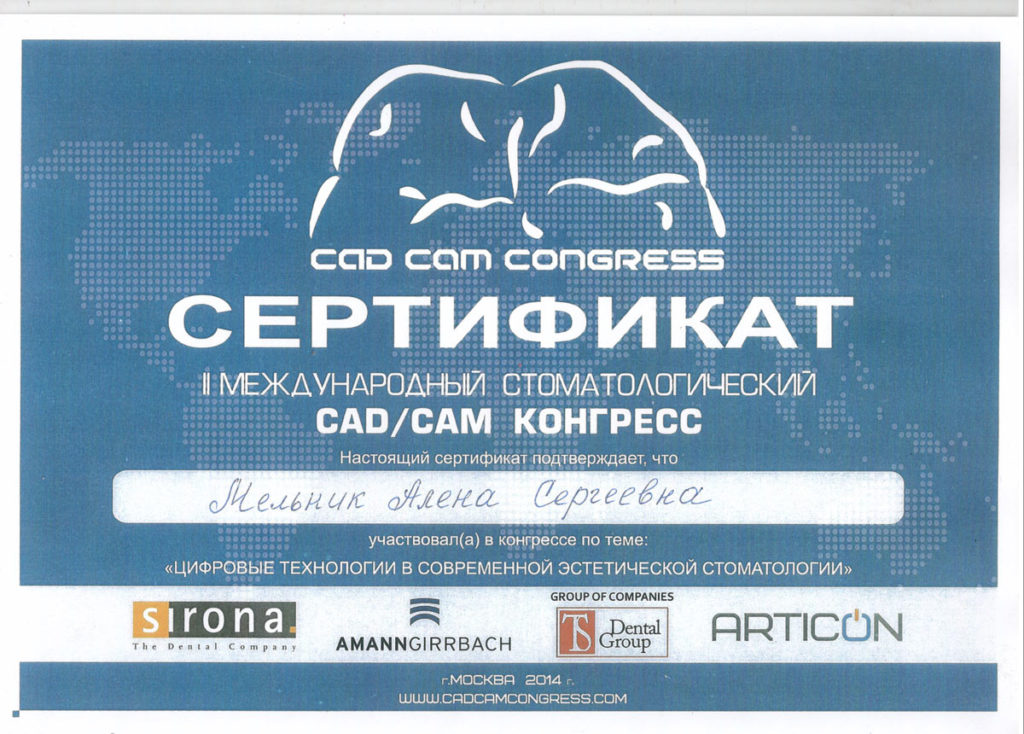 CAD CAM CONGRESS
СЕРТИФИКАТ
II МЕЖДУНАРОДНЫЙ СТОМАТОЛОГИЧЕСКИЙ
CAD/CAM КОНГРЕСС
Настоящий сертификат подтверждает, что
Мельник Алена Сергеевна
участвовал(а) в конгрессе по теме:
«ЦИФРОВЫЕ ТЕХНОЛОГИИ В СОВРЕМЕННОЙ ЭСТЕТИЧЕСКОЙ СТОМАТОЛОГИИ»
sirona.
The Dental Company
AMANNGIRRBACH
GROUP OF COMPANIES
TS Dental
Group
ARTICON
г.МОСКВА 2014 г.
WWW.CADCAMCONGRESS.COM